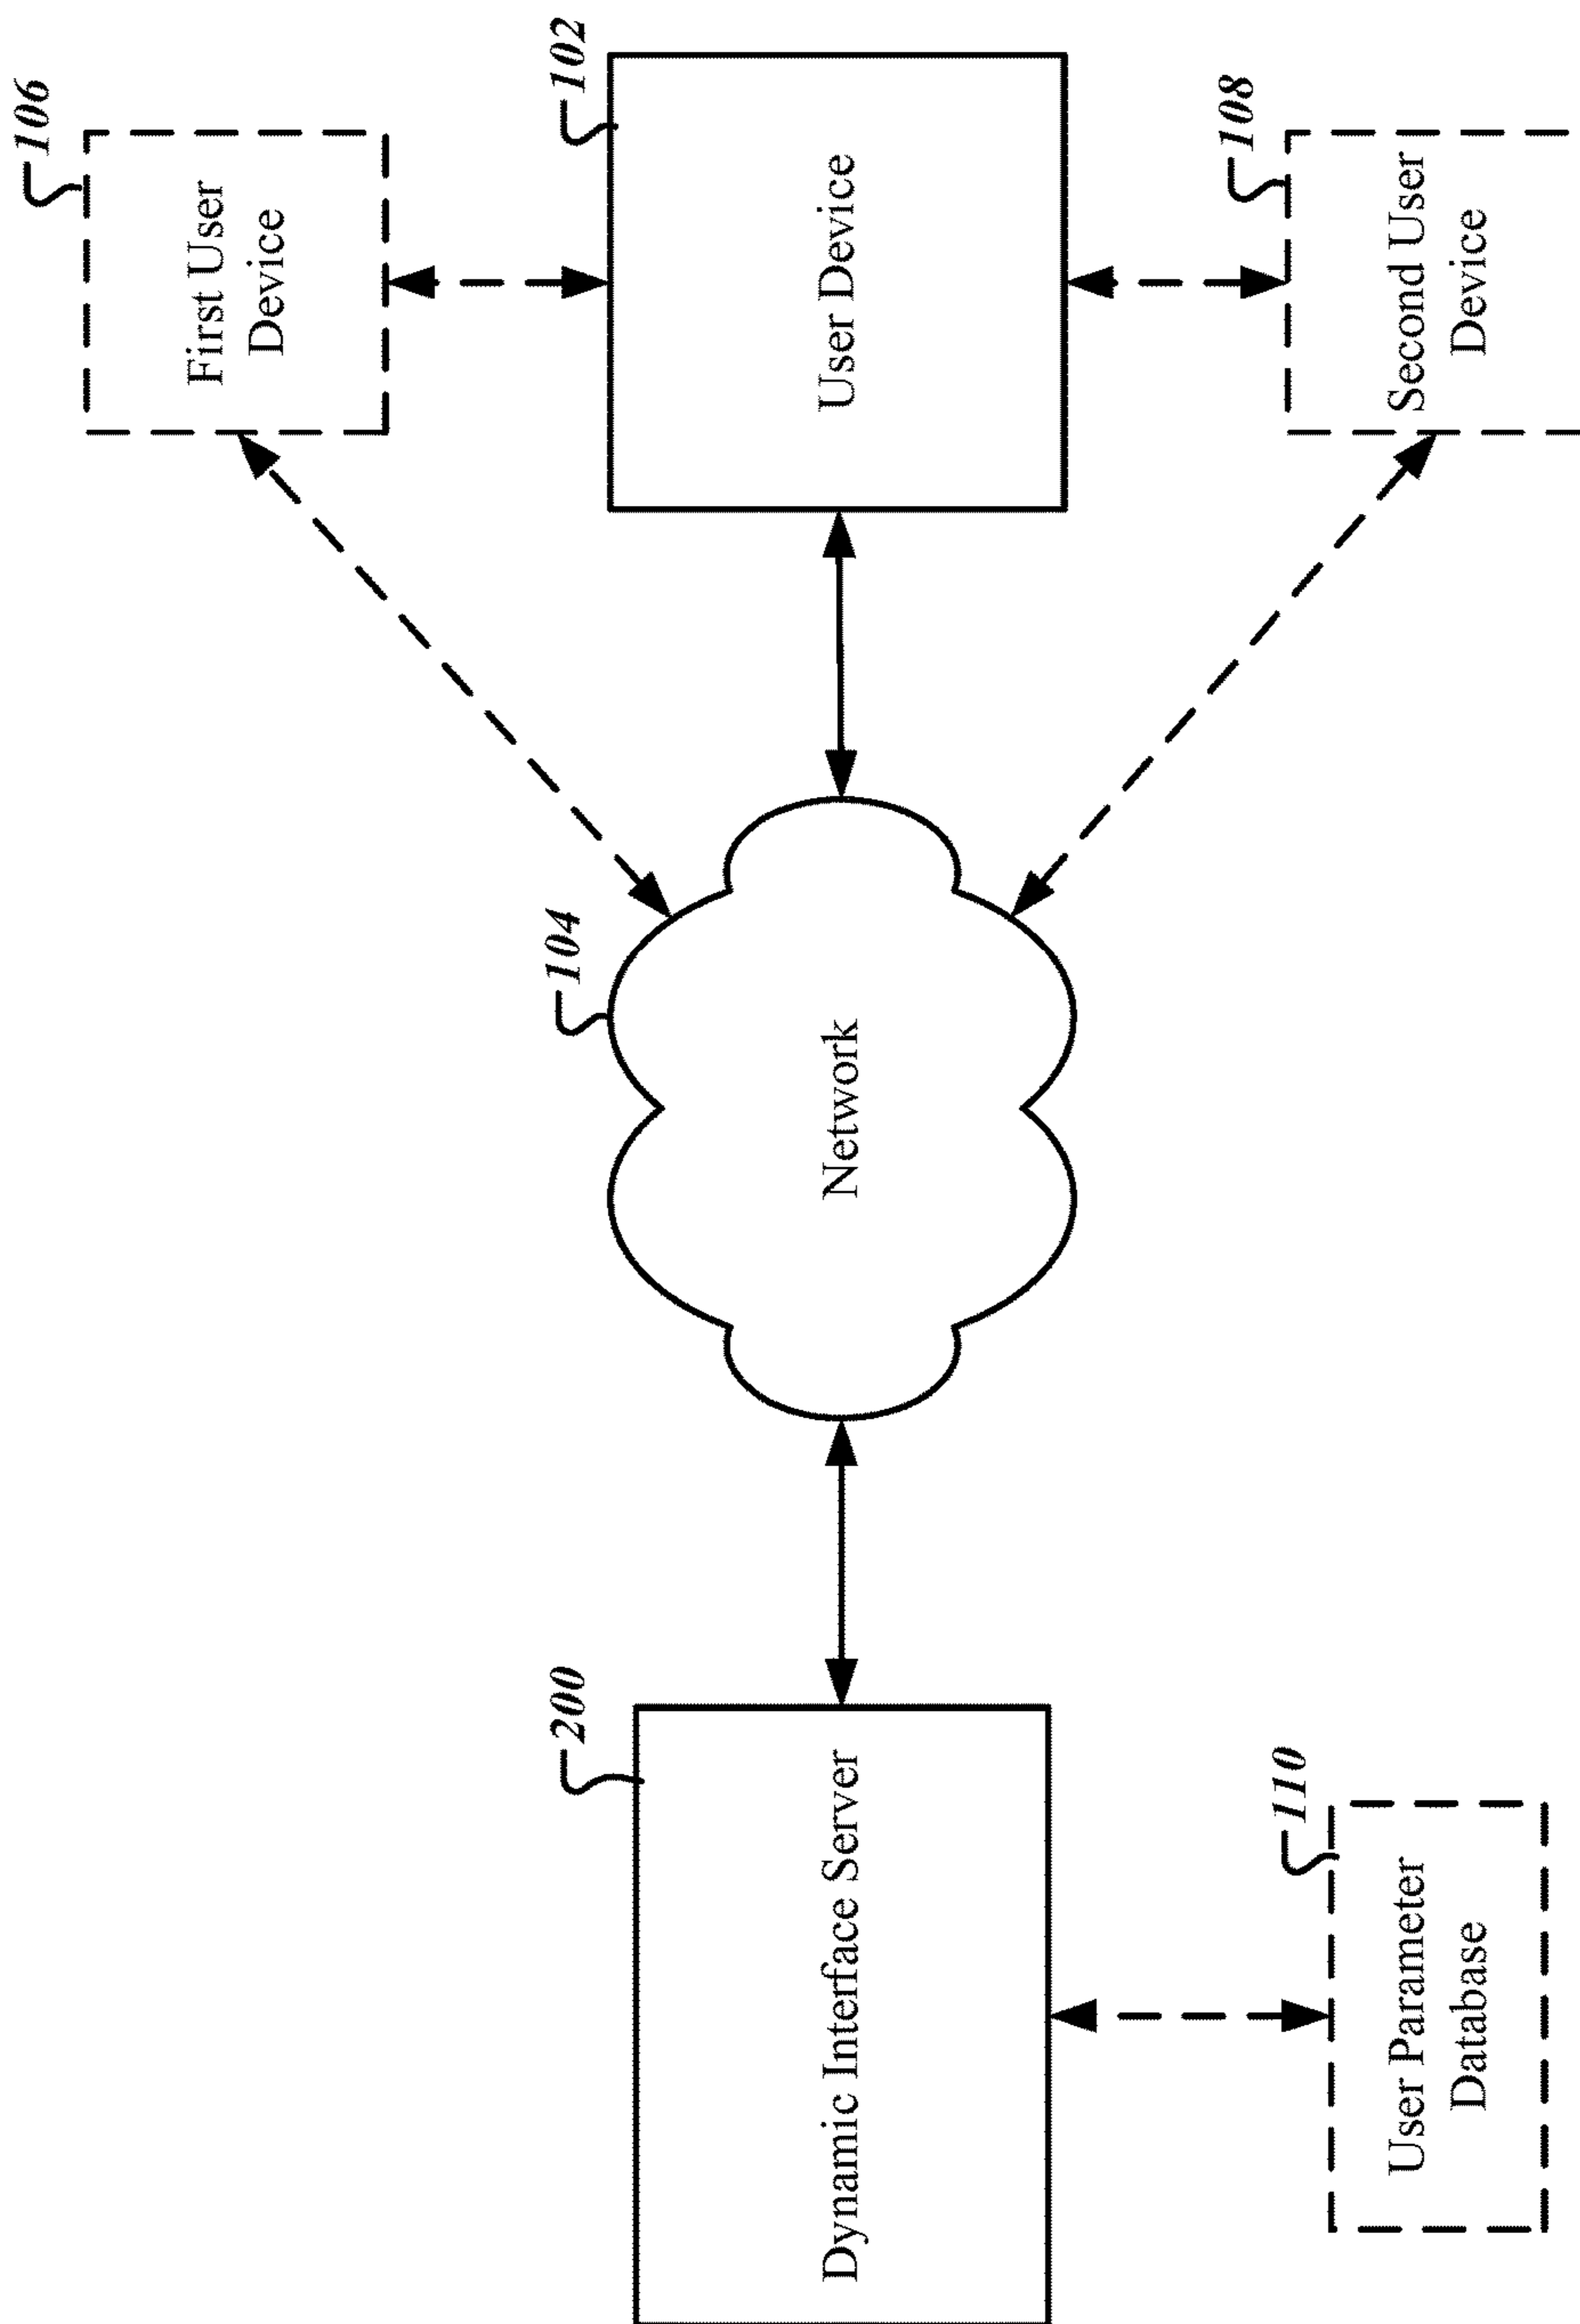 106
First User
Device
102
User Device
108
Second User
Device
104
Network
200
Dynamic Interface Server
110
User Parameter
Database